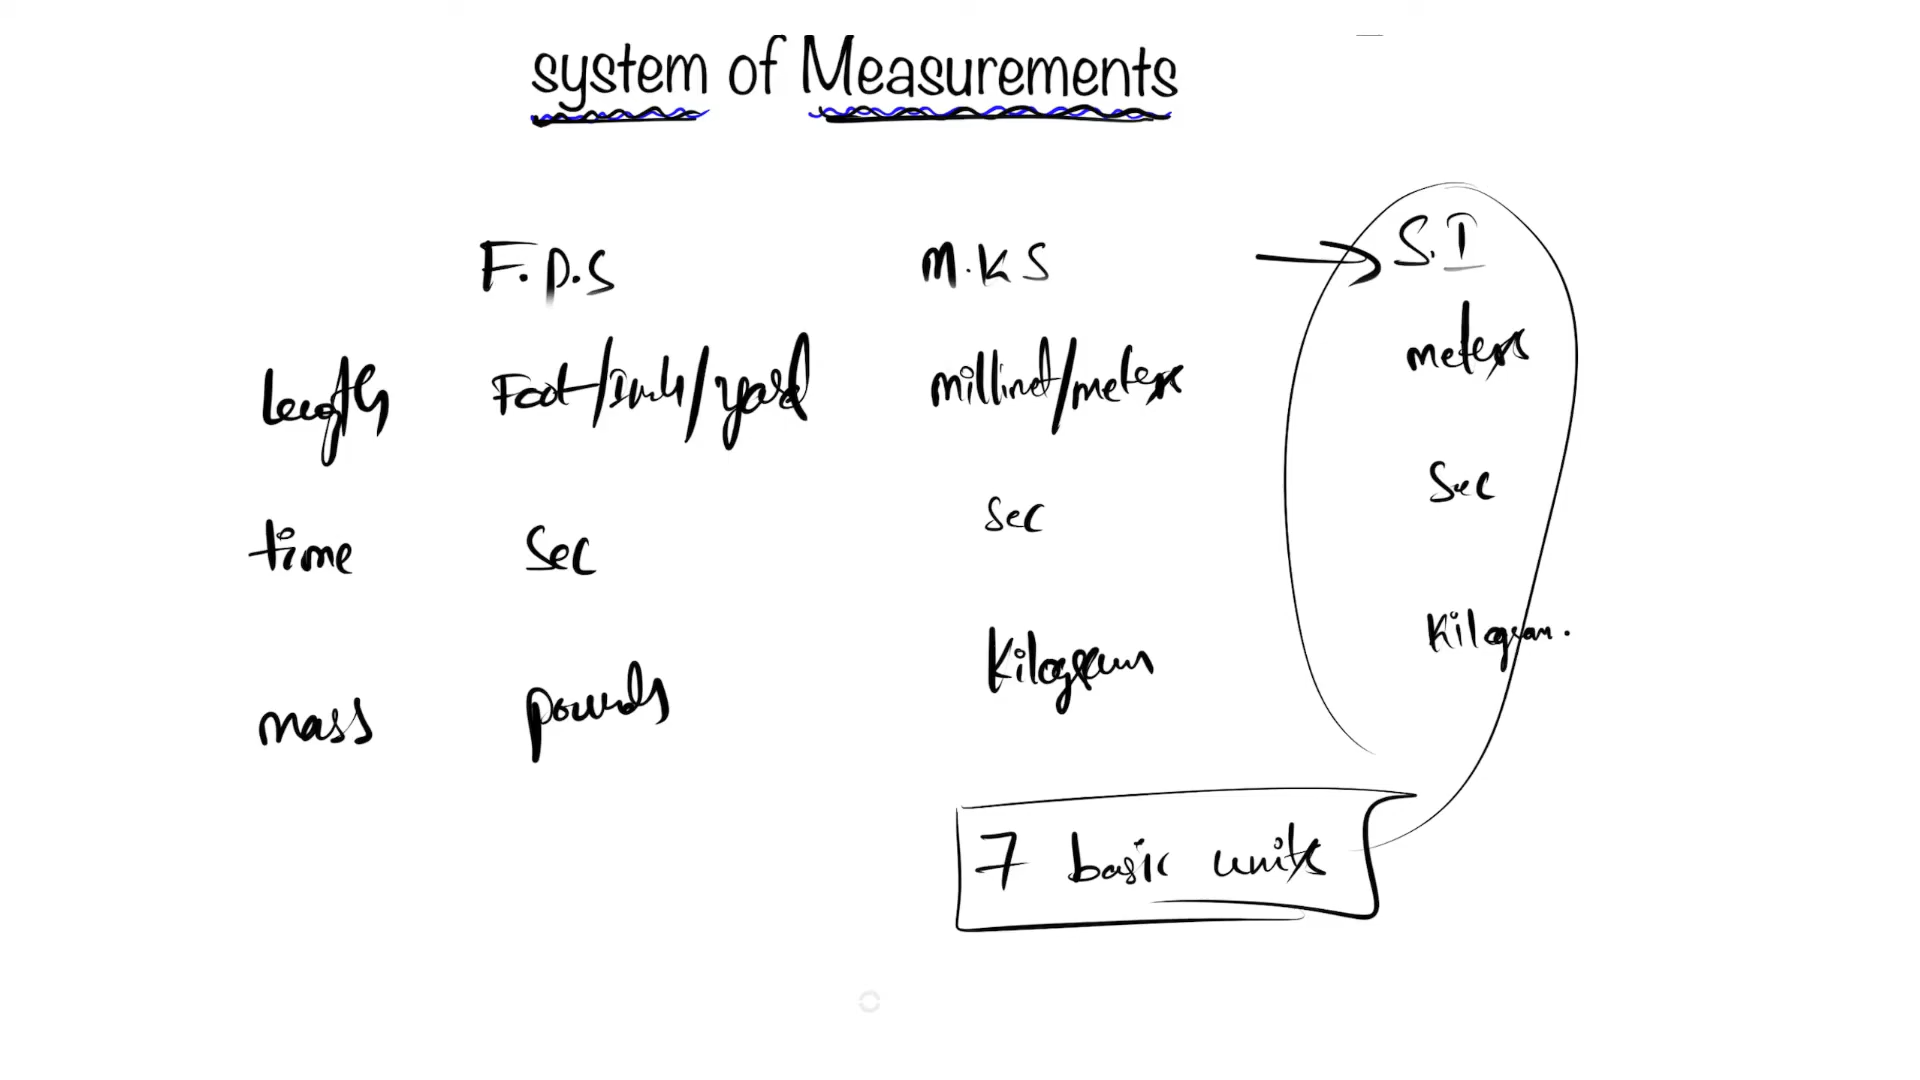 system of Measurements
F.P.S M.K.S → S.I
meters
length Foot/Inch/yard millimet/meters
Sec
time Sec Sec
Kilogram.
mass pounds Kilogram
7 basic units